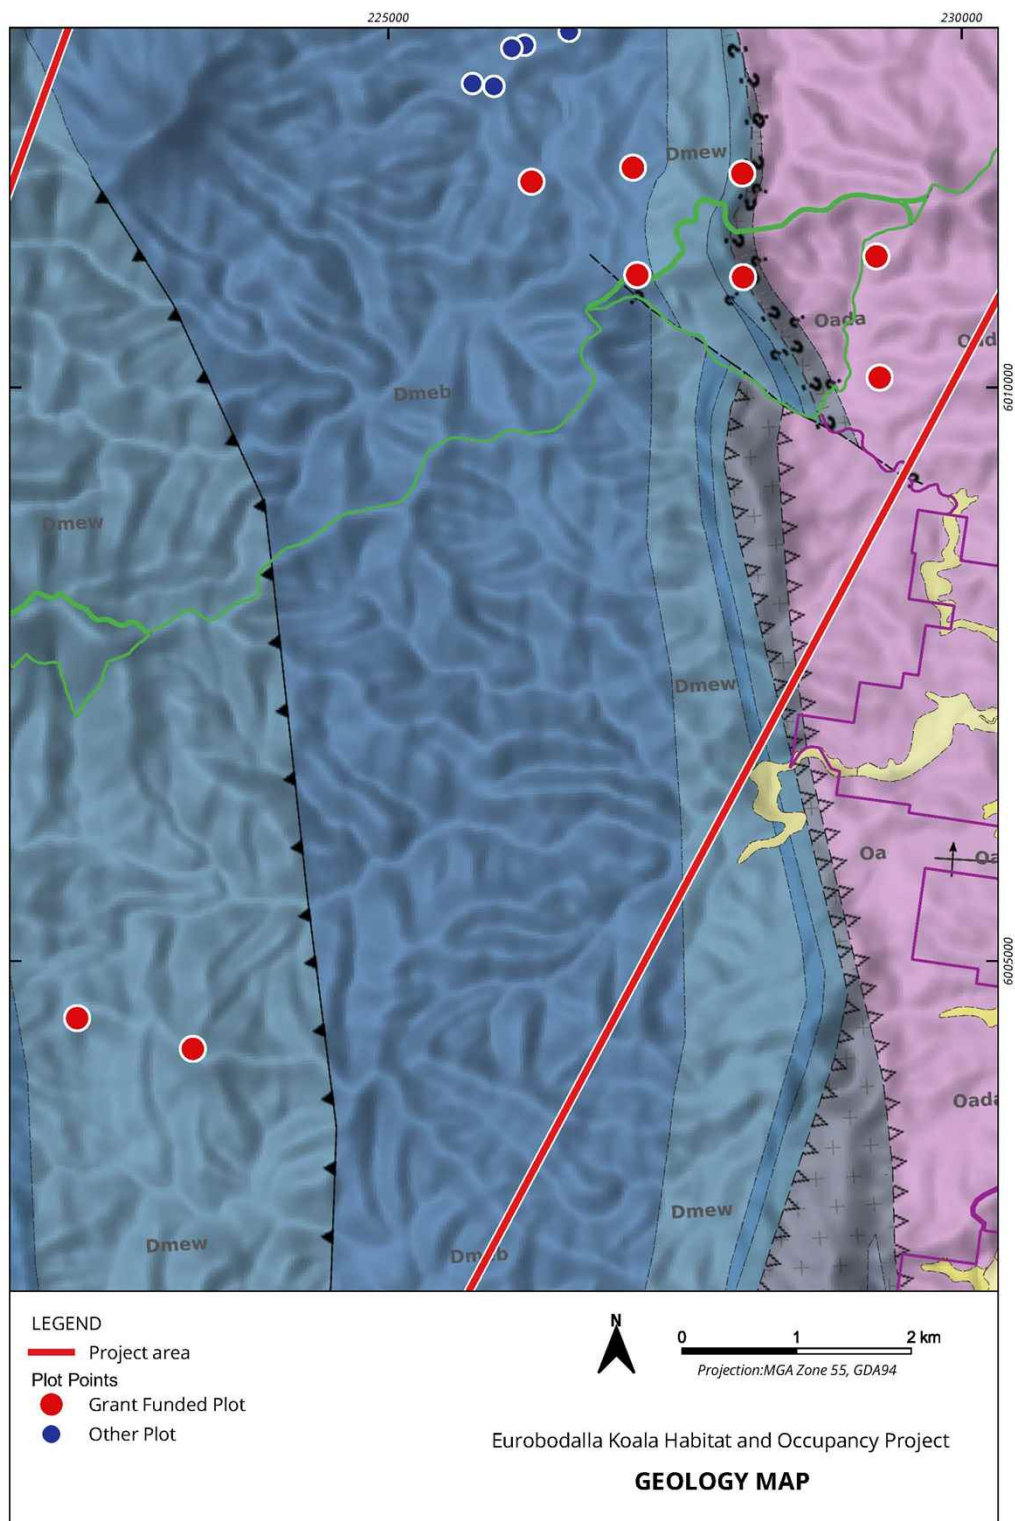 225000
230000
Dmew
Oada
Oad
6010000
Dmeb
Dmew
Dmew
Oa
Oa
6005000
Oada
Dmew
Dmew
Dmeb
LEGEND
Project area
Plot Points
Grant Funded Plot
Other Plot
N
0 1 2 km
Projection:MGA Zone 55, GDA94
Eurobodalla Koala Habitat and Occupancy Project
GEOLOGY MAP